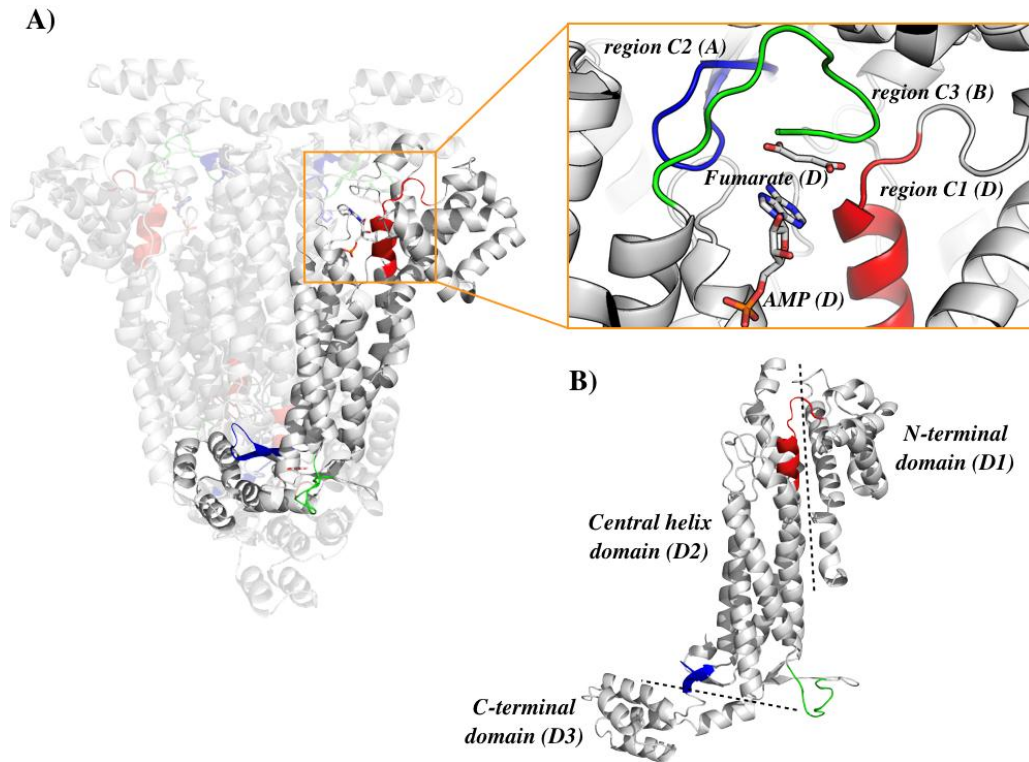 A)
region C2 (A)
region C3 (B)
Fumarate (D)
region C1 (D)
AMP (D)
B)
N-terminal
domain (D1)
Central helix
domain (D2)
C-terminal
domain (D3)